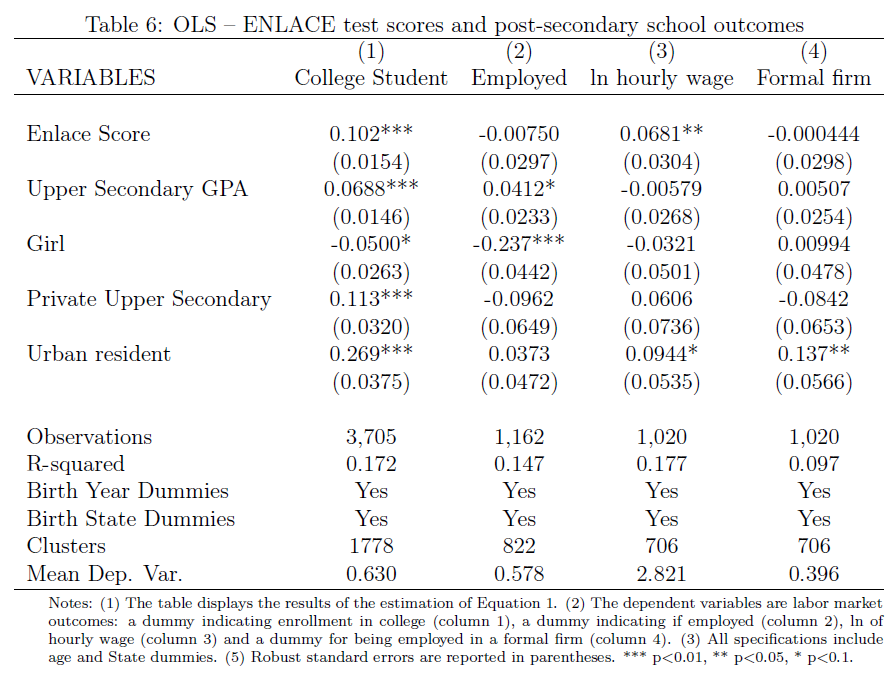 Table 6: OLS – ENLACE test scores and post-secondary school outcomes
(1) (2) (3) (4)
VARIABLES College Student Employed ln hourly wage Formal firm
Enlace Score 0.102*** -0.00750 0.0681** -0.000444
(0.0154) (0.0297) (0.0304) (0.0298)
Upper Secondary GPA 0.0688*** 0.0412* -0.00579 0.00507
(0.0146) (0.0233) (0.0268) (0.0254)
Girl -0.0500* -0.237*** -0.0321 0.00994
(0.0263) (0.0442) (0.0501) (0.0478)
Private Upper Secondary 0.113*** -0.0962 0.0606 -0.0842
(0.0320) (0.0649) (0.0736) (0.0653)
Urban resident 0.269*** 0.0373 0.0944* 0.137**
(0.0375) (0.0472) (0.0535) (0.0566)
Observations 3,705 1,162 1,020 1,020
R-squared 0.172 0.147 0.177 0.097
Birth Year Dummies Yes Yes Yes Yes
Birth State Dummies Yes Yes Yes Yes
Clusters 1778 822 706 706
Mean Dep. Var. 0.630 0.578 2.821 0.396
Notes: (1) The table displays the results of the estimation of Equation 1. (2) The dependent variables are labor market
outcomes: a dummy indicating enrollment in college (column 1), a dummy indicating if employed (column 2), ln of
hourly wage (column 3) and a dummy for being employed in a formal firm (column 4). (3) All specifications include
age and State dummies. (5) Robust standard errors are reported in parentheses. *** p<0.01, ** p<0.05, * p<0.1.